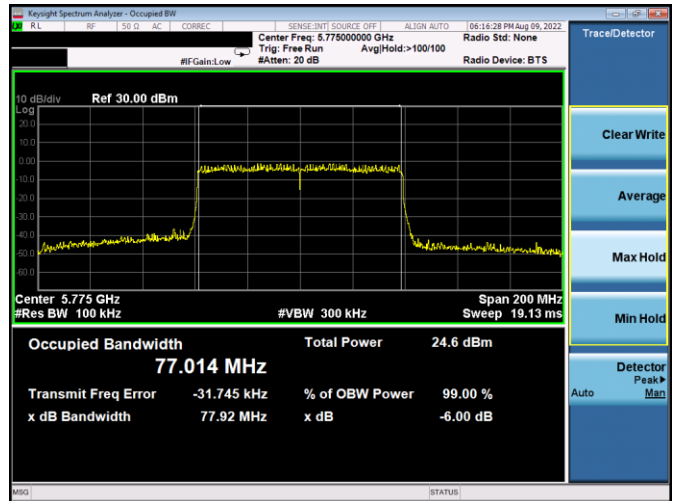 Keysight Spectrum Analyzer - Occupied BW
RL RF 50 Ω AC CORREC SENSE:INT SOURCE OFF ALIGN AUTO 06:16:28 PM Aug 09, 2022
Center Freq: 5.775000000 GHz Radio Std: None
Trig: Free Run Avg|Hold:>100/100
#IFGain:Low #Atten: 20 dB Radio Device: BTS
Trace/Detector
10 dB/div Ref 30.00 dBm
Log
20.0
10.0
0.00
-10.0
-20.0
-30.0
-40.0
-50.0
-60.0
Center 5.775 GHz Span 200 MHz
#Res BW 100 kHz #VBW 300 kHz Sweep 19.13 ms
Occupied Bandwidth Total Power 24.6 dBm
77.014 MHz
Transmit Freq Error -31.745 kHz % of OBW Power 99.00 %
x dB Bandwidth 77.92 MHz x dB -6.00 dB
Clear Write
Average
Max Hold
Min Hold
Detector
Peak▶
Auto Man
MSG STATUS